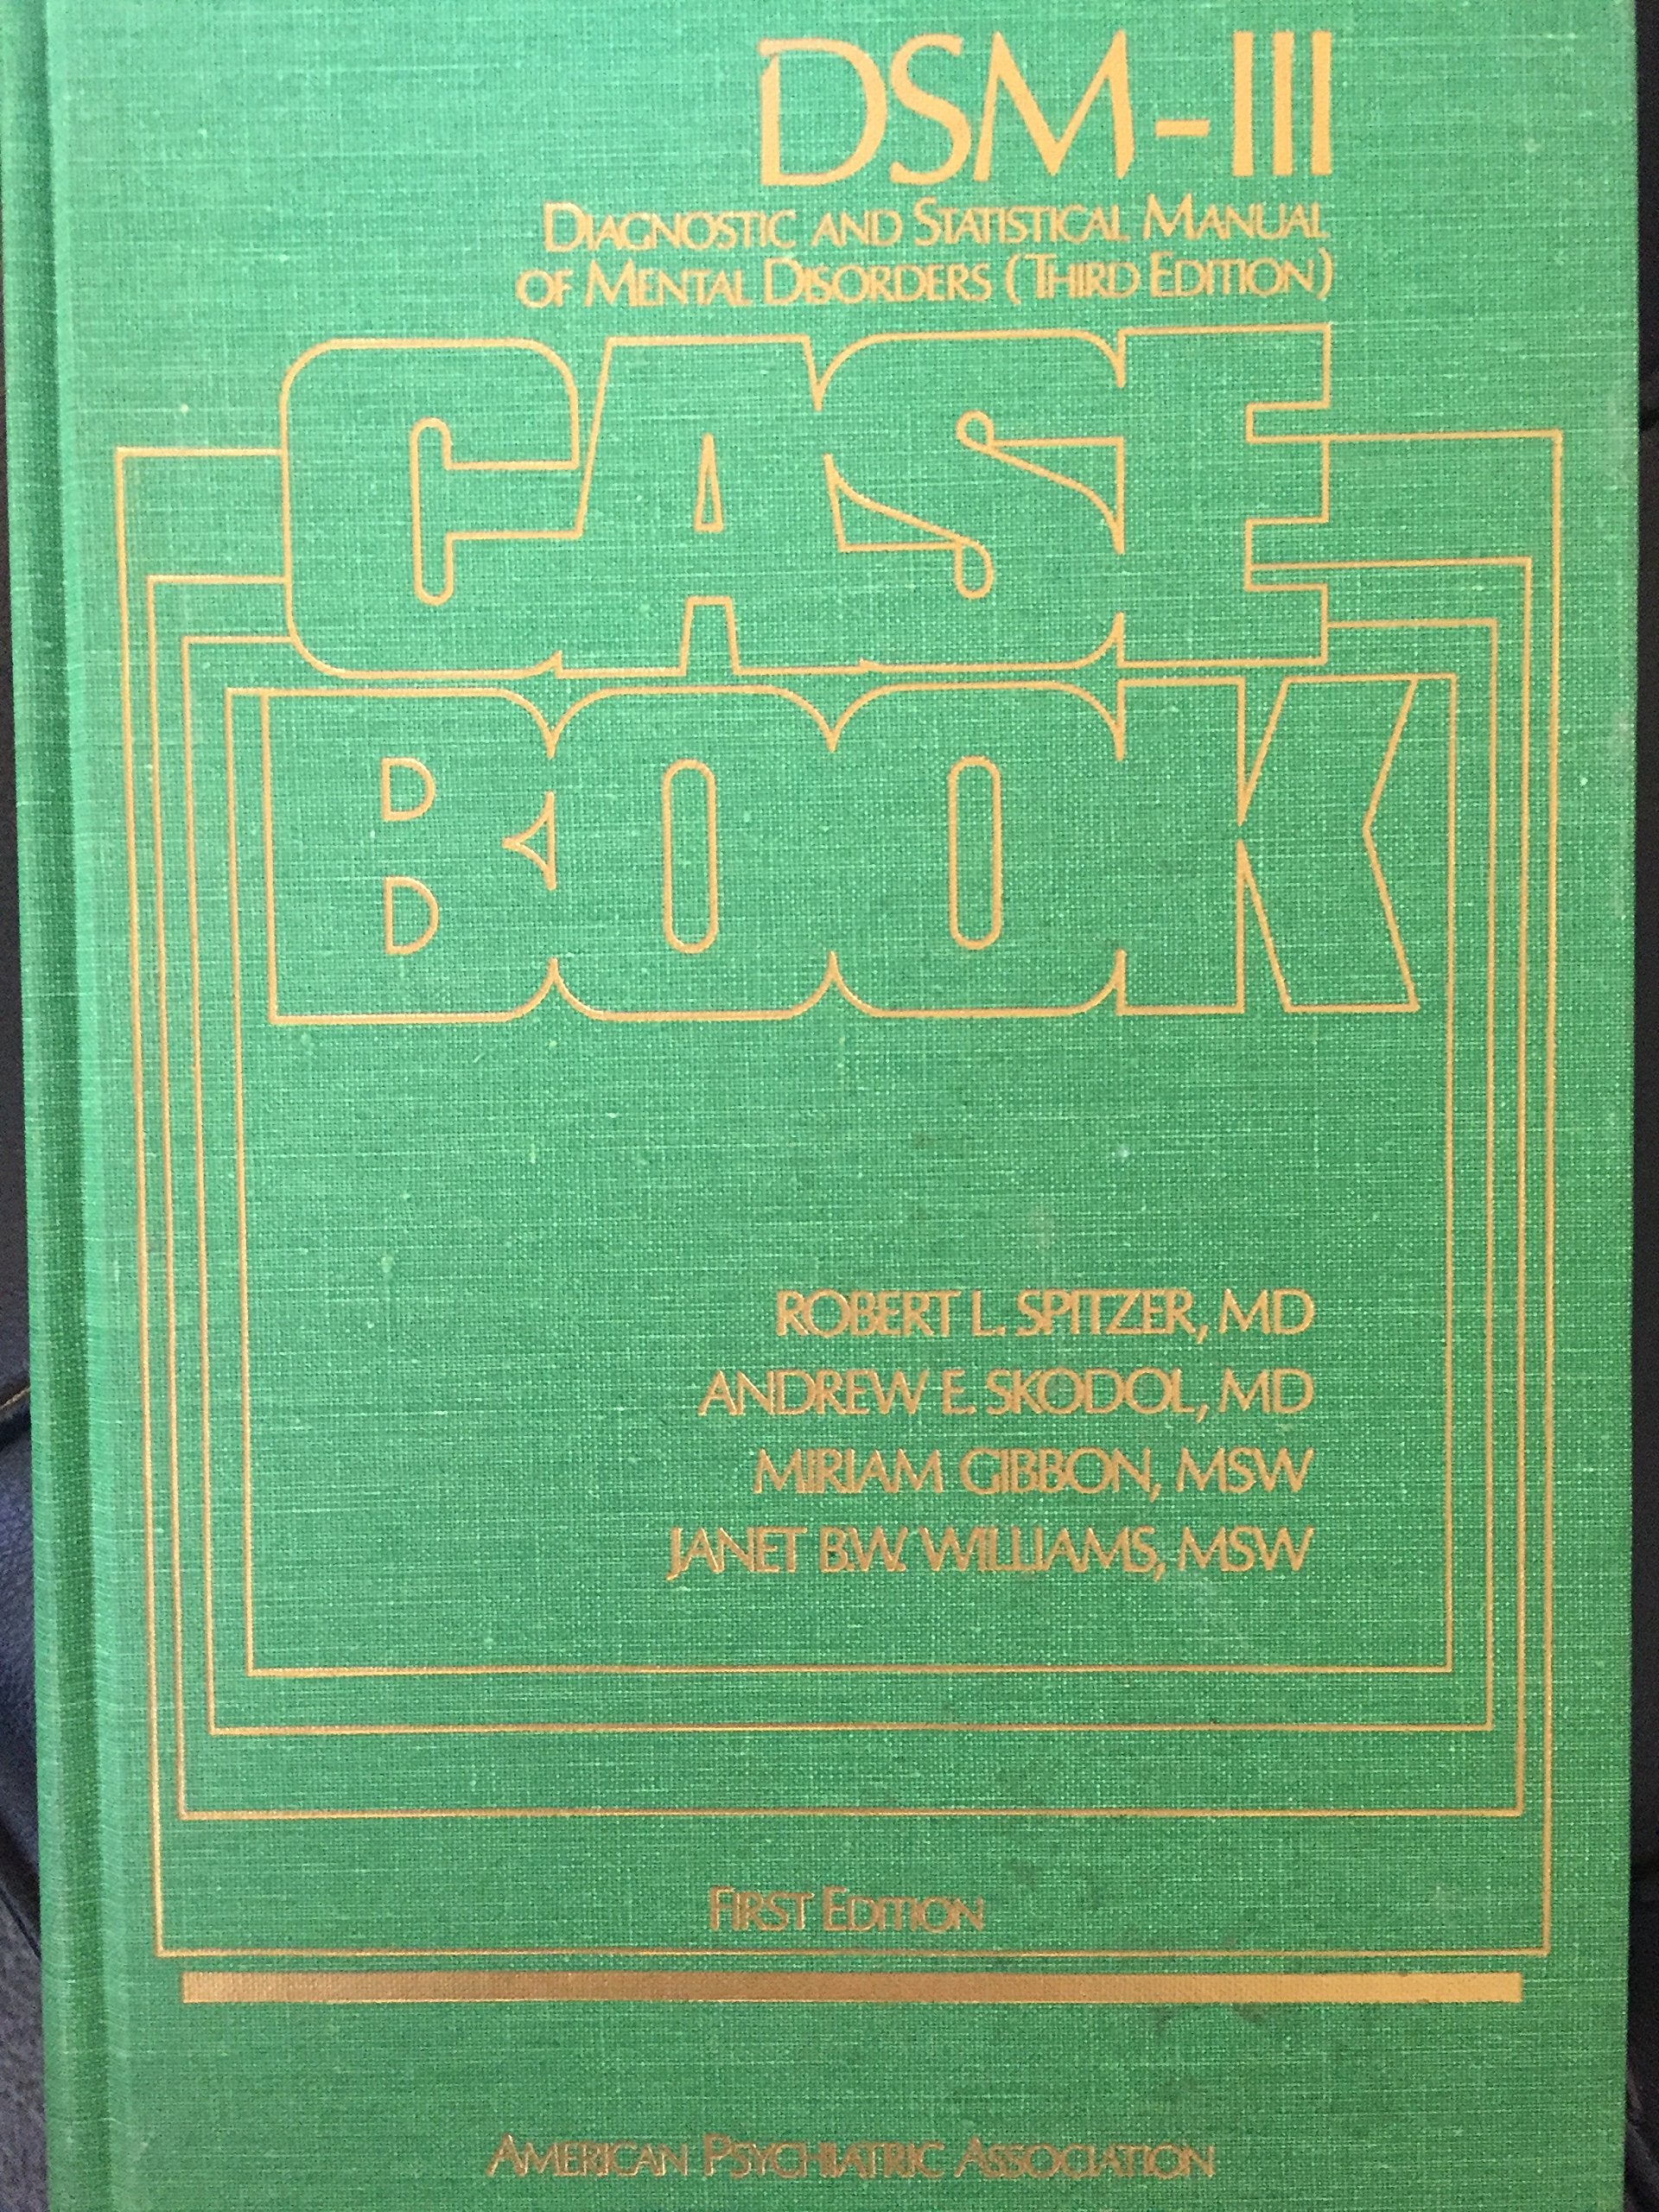 DSM-III
DIAGNOSTIC AND STATISTICAL MANUAL
OF MENTAL DISORDERS (THIRD EDITION)
CASE
BOOK
ROBERT L. SPITZER, MD
ANDREW E. SKODOL, MD
MIRIAM GIBBON, MSW
JANET B.W. WILLIAMS, MSW
FIRST EDITION
AMERICAN PSYCHIATRIC ASSOCIATION